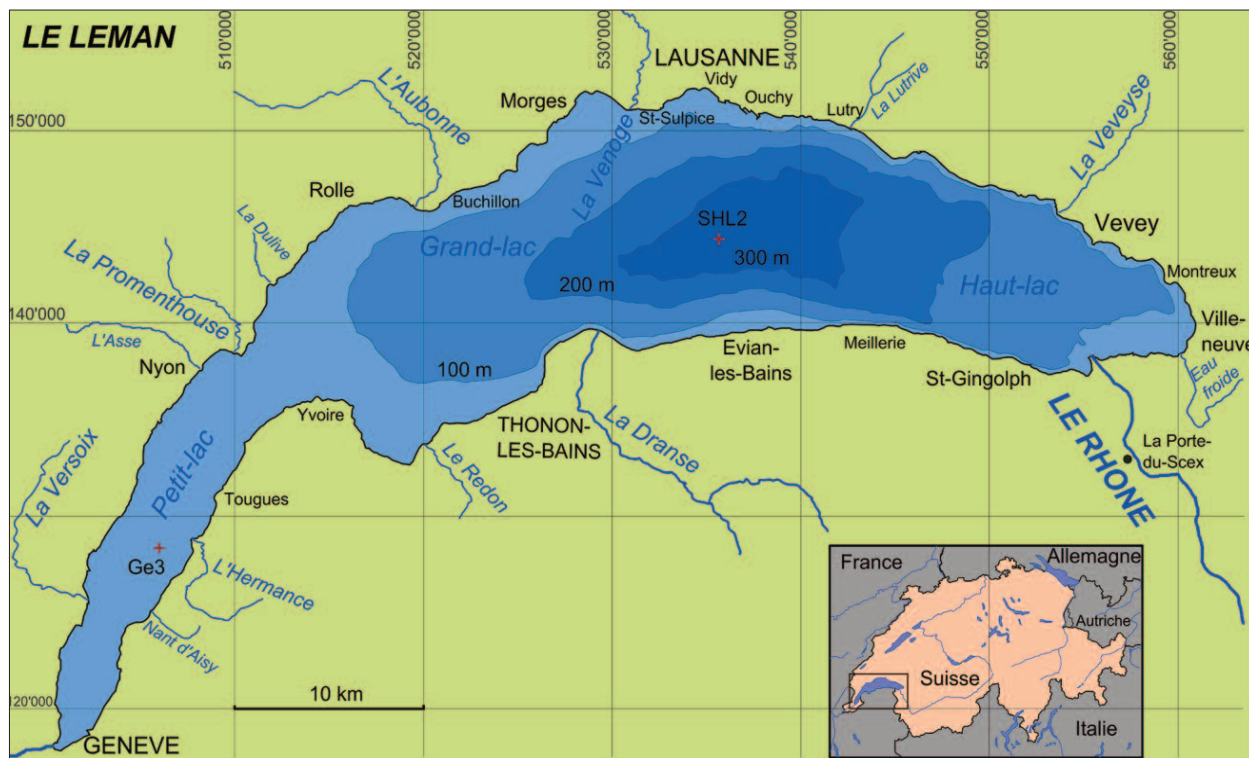 LE LEMAN
510'000
520'000
530'000
540'000
550'000
560'000
LAUSANNE
Vidy
Ouchy
L'Aubonne
Morges
St-Sulpice
Lutry
La Lutrive
150'000
La Venoge
La Veveyse
Rolle
Buchillon
La Dulive
Grand-lac
SHL2
Vevey
La Promenthouse
300 m
200 m
Haut-lac
Montreux
140'000
L'Asse
Nyon
Evian-
les-Bains
Meillerie
Ville-
neuve
100 m
St-Gingolph
Eau
froide
Yvoire
THONON-
LES-BAINS
La Dranse
LE RHONE
La Porte-
du-Scex
Le Redon
La Versoix
Petit-lac
Tougues
Ge3
L'Hermance
Nant d'Aisy
France
Allemagne
Autriche
Suisse
Italie
10 km
120'000
GENEVE